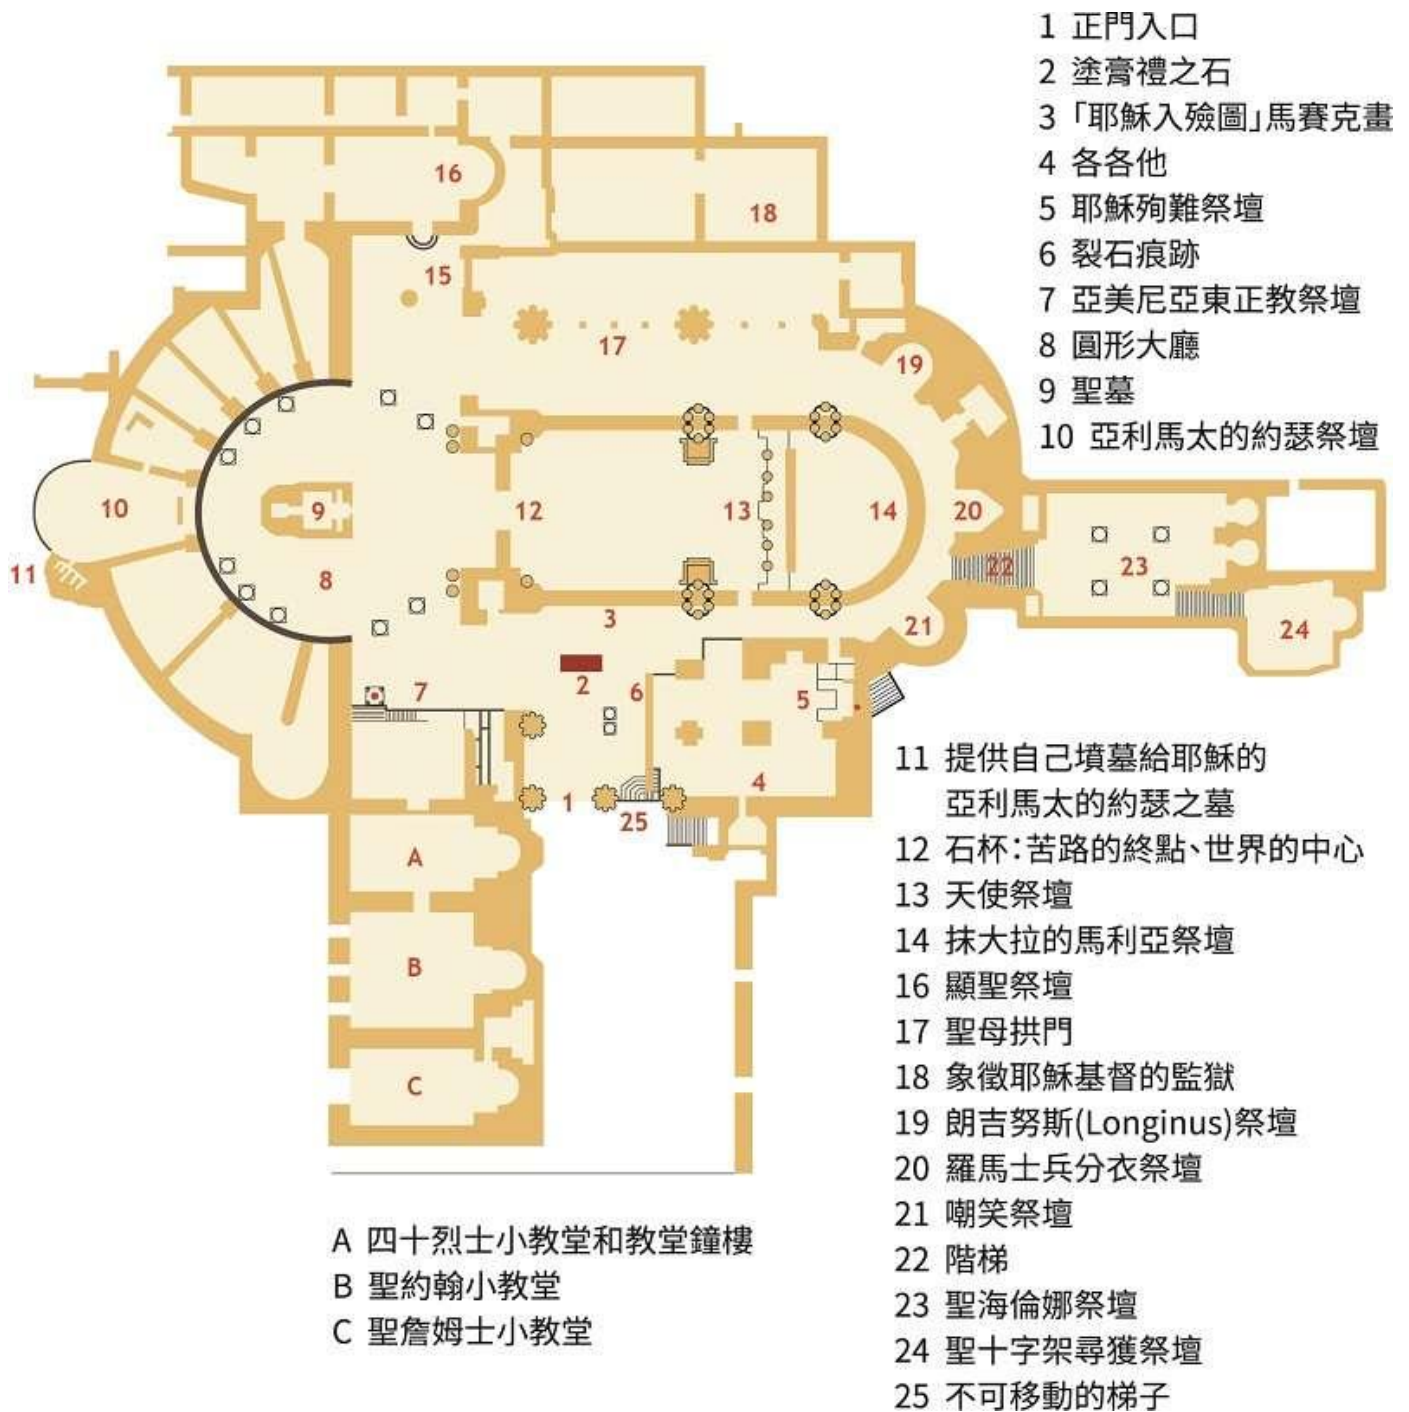 1 正門入口
2 塗膏禮之石
3 「耶穌入殮圖」馬賽克畫
4 各各他
5 耶穌殉難祭壇
6 裂石痕跡
7 亞美尼亞東正教祭壇
8 圓形大廳
9 聖墓
10 亞利馬太的約瑟祭壇
16
18
15
17
19
10
9
12
13
14
20
11
8
22
23
3
21
24
2
6
7
5
4
1
25
A
B
C
11 提供自己墳墓給耶穌的
亞利馬太的約瑟之墓
12 石杯：苦路的終點、世界的中心
13 天使祭壇
14 抹大拉的馬利亞祭壇
16 顯聖祭壇
17 聖母拱門
18 象徵耶穌基督的監獄
19 朗吉努斯(Longinus)祭壇
20 羅馬士兵分衣祭壇
21 嘲笑祭壇
22 階梯
23 聖海倫娜祭壇
24 聖十字架尋獲祭壇
25 不可移動的梯子
A 四十烈士小教堂和教堂鐘樓
B 聖約翰小教堂
C 聖詹姆士小教堂